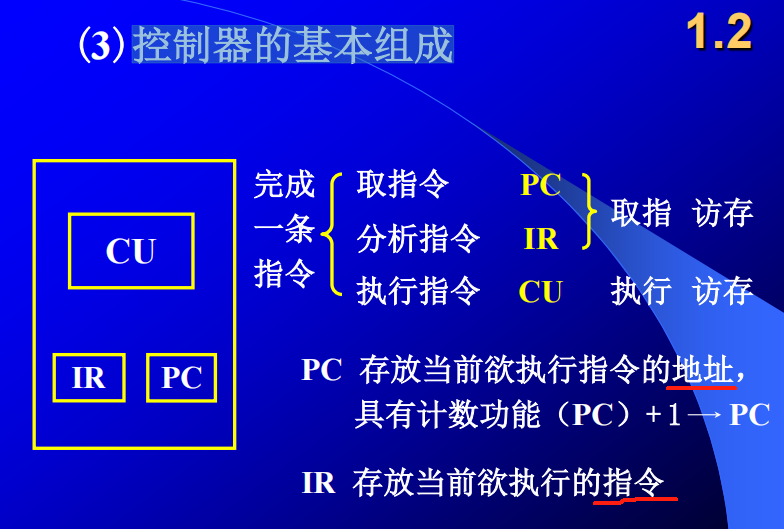 (3)控制器的基本组成
1.2
CU
IR PC
完成
一条
指令
取指令 PC
分析指令 IR
取指 访存
执行指令 CU 执行 访存
PC 存放当前欲执行指令的地址,
具有计数功能（PC）+1→PC
IR 存放当前欲执行的指令